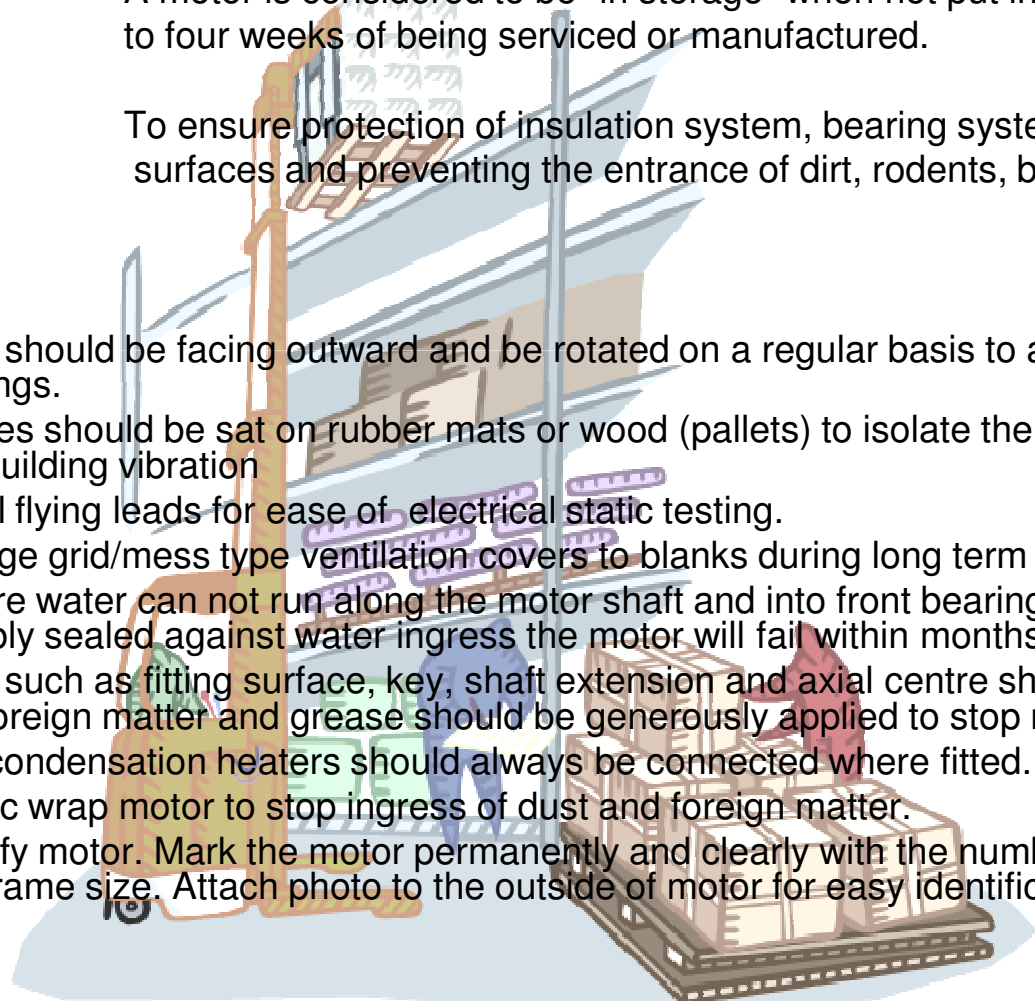 A motor is considered to be "in storage" when not put in
to four weeks of being serviced or manufactured.
To ensure protection of insulation system, bearing syste
surfaces and preventing the entrance of dirt, rodents, b
should be facing outward and be rotated on a regular basis to a
ngs.
es should be sat on rubber mats or wood (pallets) to isolate the
uilding vibration
l flying leads for ease of electrical static testing.
ge grid/mess type ventilation covers to blanks during long term
re water can not run along the motor shaft and into front bearing
bly sealed against water ingress the motor will fail within months
such as fitting surface, key, shaft extension and axial centre sh
oreign matter and grease should be generously applied to stop r
condensation heaters should always be connected where fitted.
c wrap motor to stop ingress of dust and foreign matter.
fy motor. Mark the motor permanently and clearly with the numb
rame size. Attach photo to the outside of motor for easy identific